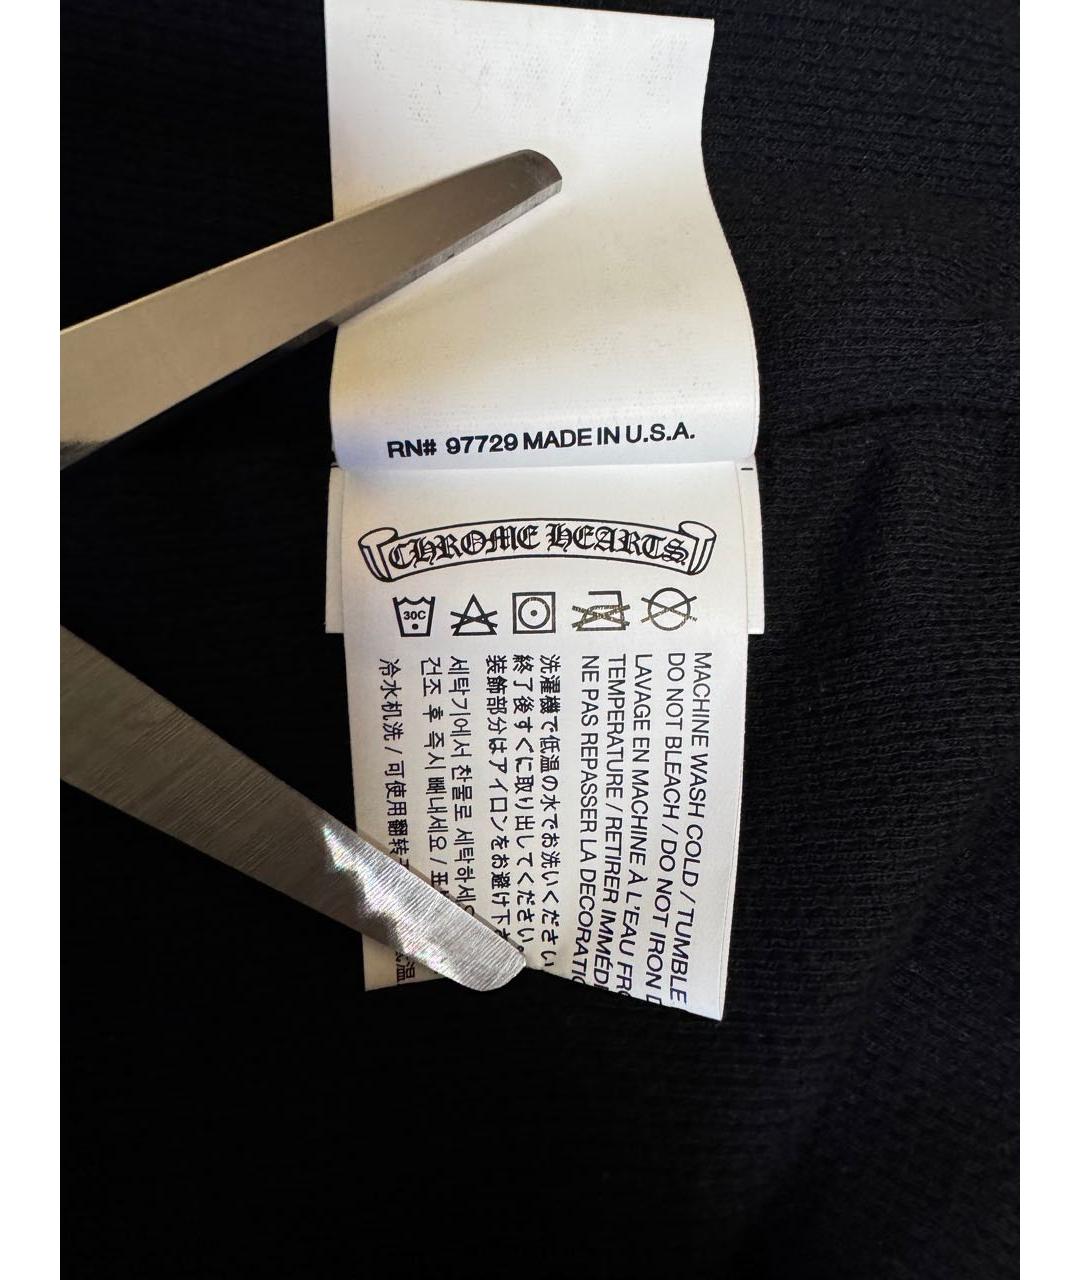 RN# 97729 MADE IN U.S.A.
CHROME HEARTS
30C
MACHINE WASH COLD / TUMBLE
DO NOT BLEACH / DO NOT IRON
LAVAGE EN MACHINE À L'EAU
TEMPERATURE / RETIRER
NE PAS REPASSER LA
洗濯機で低温の水でお洗いください
終了後すぐに取り出してください。
装飾部分はアイロンをお避け下
세탁기에서 찬물로 세탁하세
건조 후 즉시 빼내세요 /
冷水机洗 / 可使用翻转